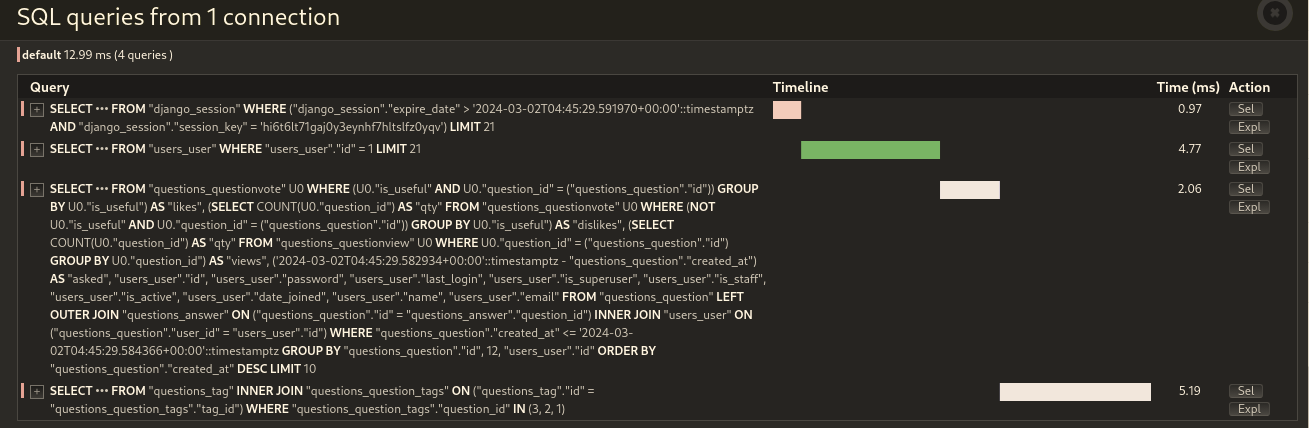 SQL queries from 1 connection
default 12.99 ms (4 queries )
Query Timeline Time (ms) Action
+ SELECT ••• FROM "django_session" WHERE ("django_session"."expire_date" > '2024-03-02T04:45:29.591970+00:00'::timestamptz 0.97 Sel
AND "django_session"."session_key" = 'hi6t6lt71gaj0y3eynhf7hltslfz0yqv') LIMIT 21 Expl
+ SELECT ••• FROM "users_user" WHERE "users_user"."id" = 1 LIMIT 21 4.77 Sel
Expl
+ SELECT ••• FROM "questions_questionvote" U0 WHERE (U0."is_useful" AND U0."question_id" = ("questions_question"."id")) GROUP 2.06 Sel
BY U0."is_useful") AS "likes", (SELECT COUNT(U0."question_id") AS "qty" FROM "questions_questionvote" U0 WHERE (NOT Expl
U0."is_useful" AND U0."question_id" = ("questions_question"."id")) GROUP BY U0."is_useful") AS "dislikes", (SELECT
COUNT(U0."question_id") AS "qty" FROM "questions_questionview" U0 WHERE U0."question_id" = ("questions_question"."id")
GROUP BY U0."question_id") AS "views", ('2024-03-02T04:45:29.582934+00:00'::timestamptz - "questions_question"."created_at")
AS "asked", "users_user"."id", "users_user"."password", "users_user"."last_login", "users_user"."is_superuser", "users_user"."is_staff",
"users_user"."is_active", "users_user"."date_joined", "users_user"."name", "users_user"."email" FROM "questions_question" LEFT
OUTER JOIN "questions_answer" ON ("questions_question"."id" = "questions_answer"."question_id") INNER JOIN "users_user" ON
("questions_question"."user_id" = "users_user"."id") WHERE "questions_question"."created_at" <= '2024-03-
02T04:45:29.584366+00:00'::timestamptz GROUP BY "questions_question"."id", 12, "users_user"."id" ORDER BY
"questions_question"."created_at" DESC LIMIT 10
+ SELECT ••• FROM "questions_tag" INNER JOIN "questions_question_tags" ON ("questions_tag"."id" = 5.19 Sel
"questions_question_tags"."tag_id") WHERE "questions_question_tags"."question_id" IN (3, 2, 1) Expl